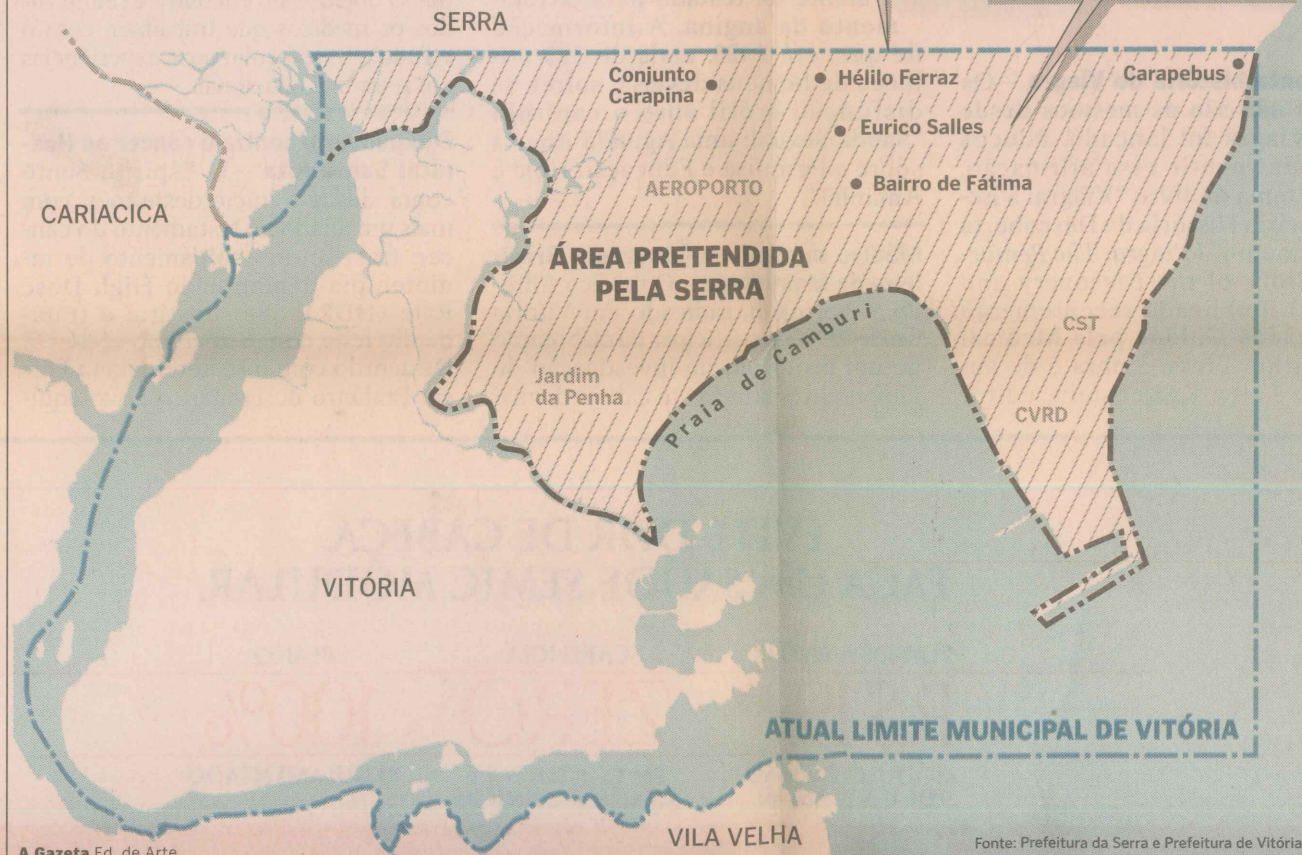 SERRA
Conjunto
Carapina
Hélilo Ferraz
Carapebus
Eurico Salles
AEROPORTO
Bairro de Fátima
CARIACICA
ÁREA PRETENDIDA
PELA SERRA
CST
Praia de Camburi
Jardim
da Penha
CVRD
VITÓRIA
ATUAL LIMITE MUNICIPAL DE VITÓRIA
VILA VELHA
A Gazeta Ed. de Arte
Fonte: Prefeitura da Serra e Prefeitura de Vitória